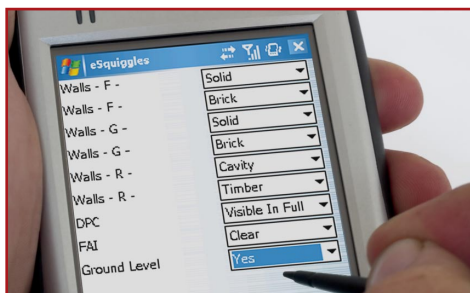 eSquiggles
Walls - F - Solid
Walls - F - Brick
Walls - G - Solid
Walls - G - Brick
Walls - R - Cavity
Walls - R - Timber
DPC Visible In Full
FAI Clear
Ground Level Yes